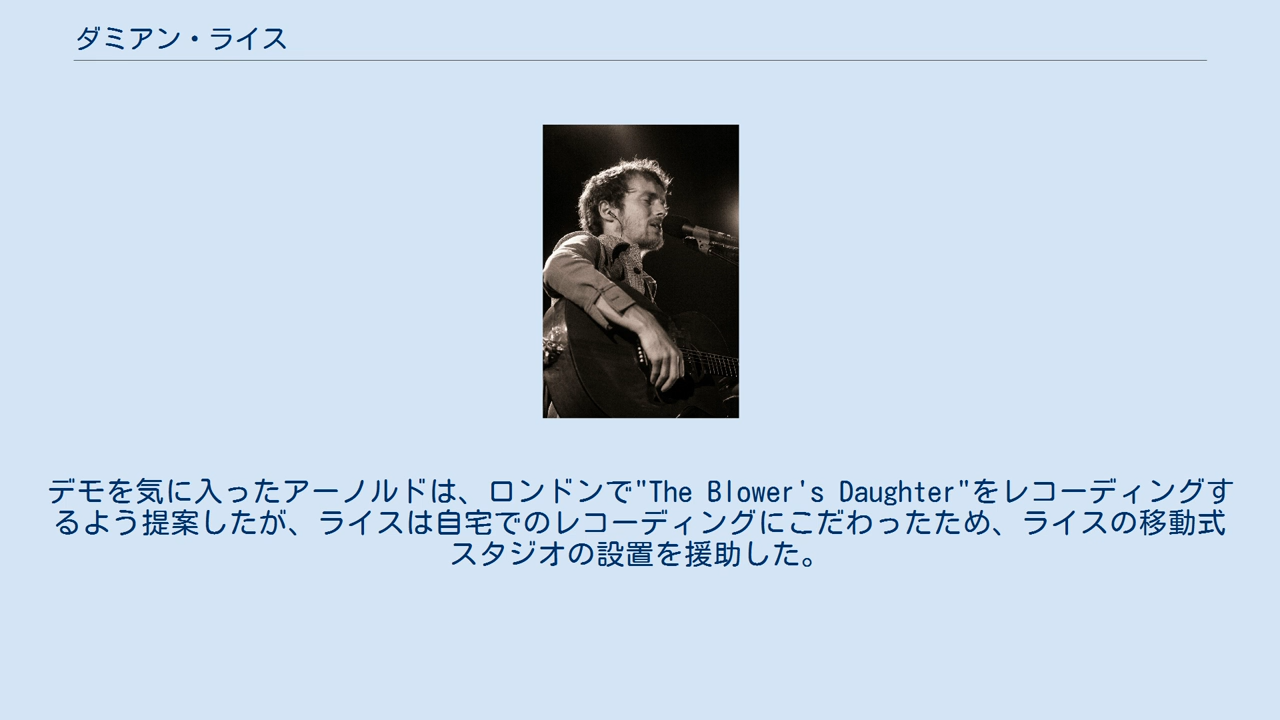 ダミアン・ライス
デモを気に入ったアーノルドは、ロンドンで"The Blower's Daughter"をレコーディングす
るよう提案したが、ライスは自宅でのレコーディングにこだわったため、ライスの移動式
スタジオの設置を援助した。